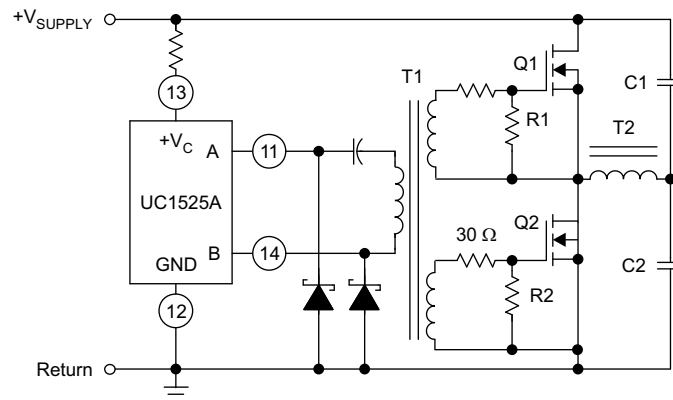 +VSUPPLY
13
+VC
A
11
UC1525A
B
14
GND
12
Return
T1
Q1
R1
C1
T2
30 Ω
Q2
R2
C2